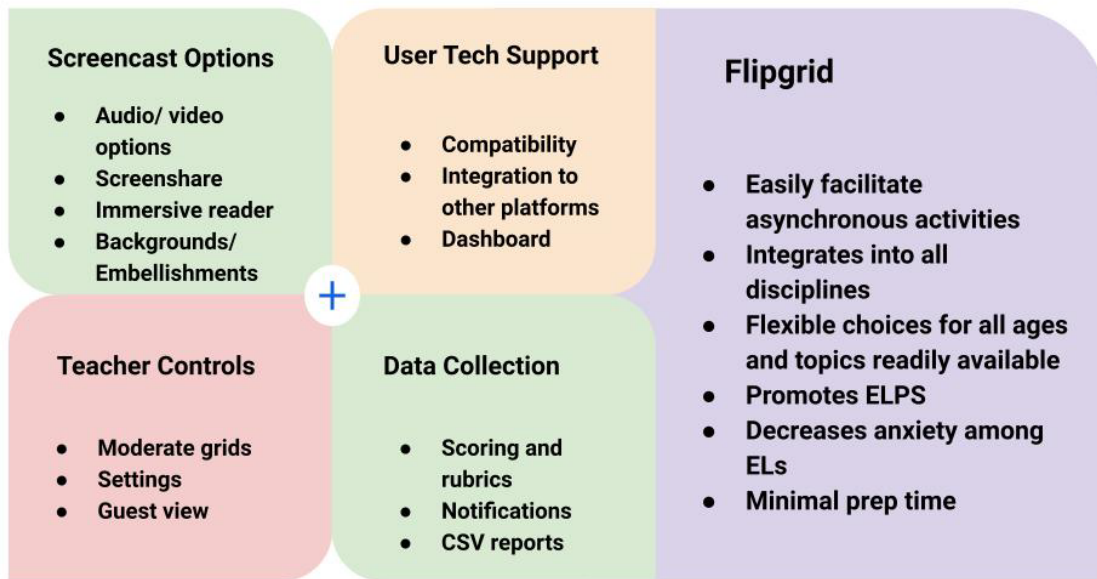 Screencast Options
● Audio/ video
options
● Screenshare
● Immersive reader
● Backgrounds/
Embellishments
User Tech Support
● Compatibility
● Integration to
other platforms
● Dashboard
Teacher Controls
● Moderate grids
● Settings
● Guest view
Data Collection
● Scoring and
rubrics
● Notifications
● CSV reports
Flipgrid
● Easily facilitate
asynchronous activities
● Integrates into all
disciplines
● Flexible choices for all ages
and topics readily available
● Promotes ELPS
● Decreases anxiety among
ELs
● Minimal prep time